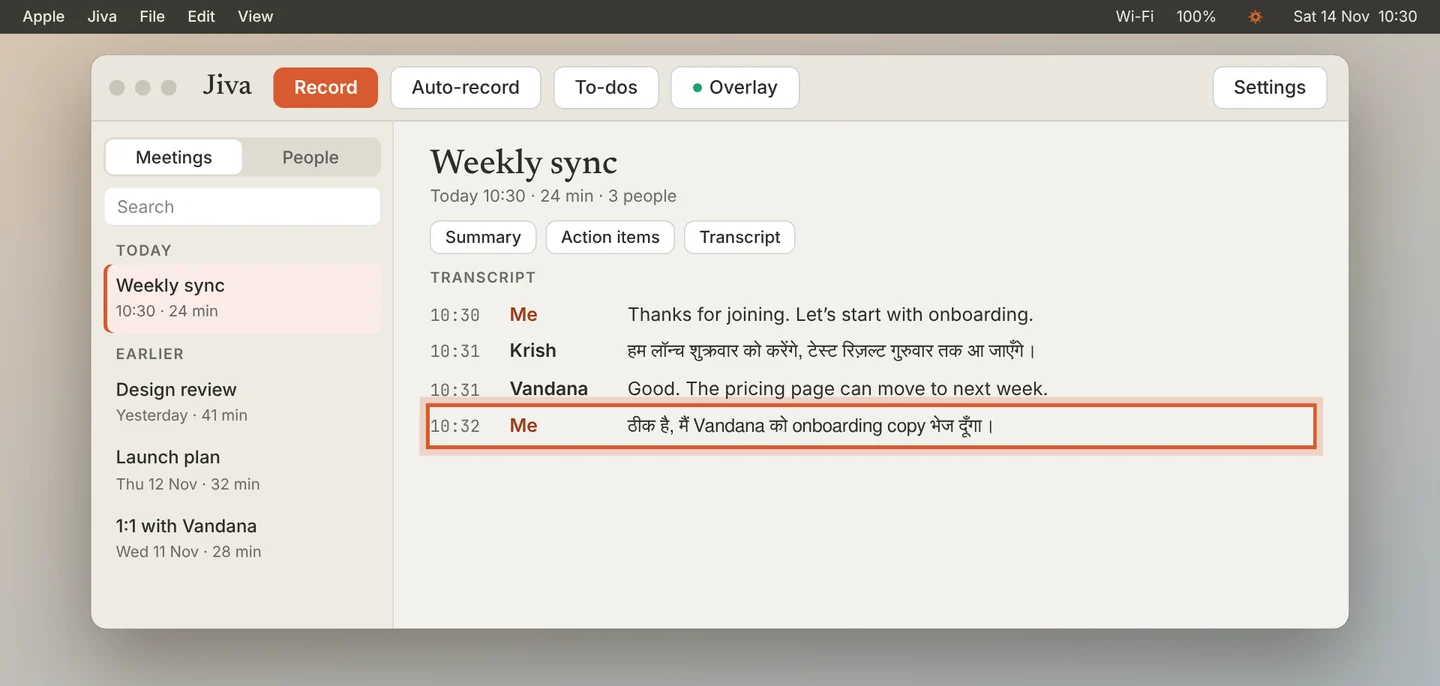 Apple Jiva File Edit View Wi-Fi 100% Sat 14 Nov 10:30
Jiva Record Auto-record To-dos Overlay Settings
Meetings People
Search
TODAY
Weekly sync
10:30 · 24 min
EARLIER
Design review
Yesterday · 41 min
Launch plan
Thu 12 Nov · 32 min
1:1 with Vandana
Wed 11 Nov · 28 min
Weekly sync
Today 10:30 · 24 min · 3 people
Summary Action items Transcript
TRANSCRIPT
10:30 Me Thanks for joining. Let’s start with onboarding.
10:31 Krish हम लॉन्च शुक्रवार को करेंगे, टेस्ट रिज़ल्ट गुरुवार तक आ जाएँगे।
10:31 Vandana Good. The pricing page can move to next week.
10:32 Me ठीक है, मैं Vandana को onboarding copy भेज दूँगा।